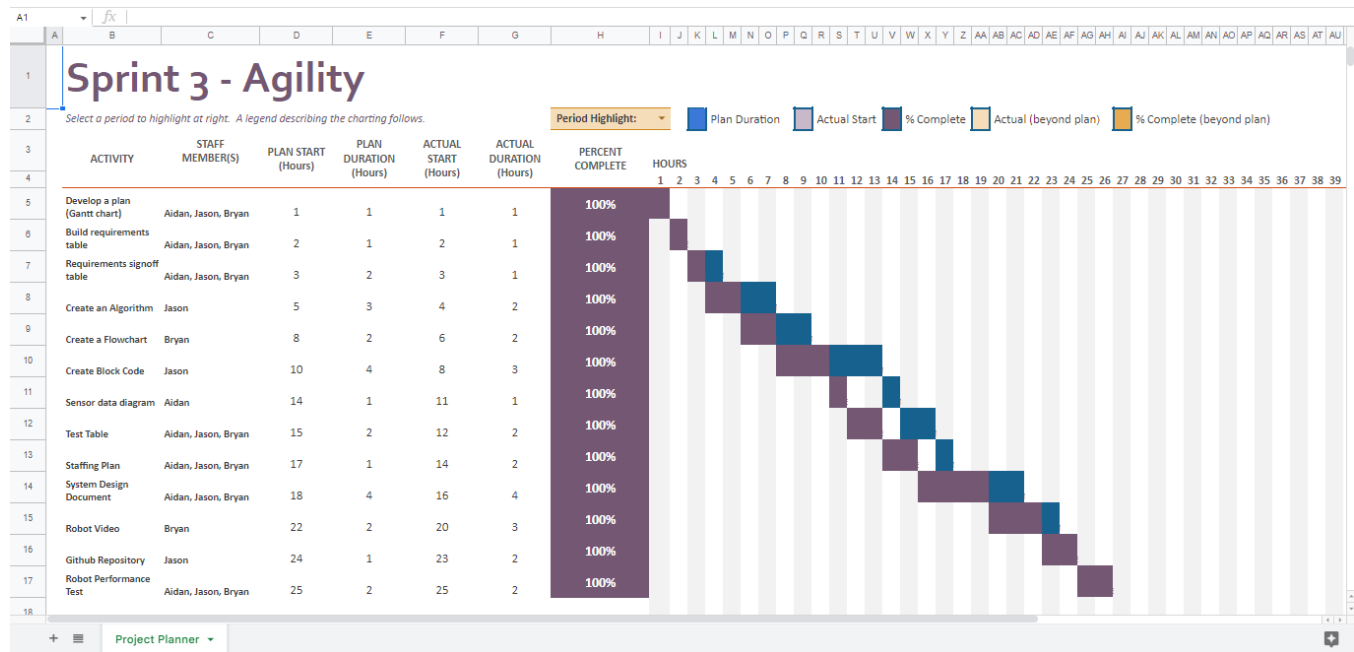 A1 fx
A B C D E F G H I J K L M N O P Q R S T U V W X Y Z AA AB AC AD AE AF AG AH AI AJ AK AL AM AN AO AP AQ AR AS AT AU
1 Sprint 3 - Agility
2 Select a period to highlight at right. A legend describing the charting follows. Period Highlight: Plan Duration Actual Start % Complete Actual (beyond plan) % Complete (beyond plan)
3 ACTIVITY STAFF MEMBER(S) PLAN START (Hours) PLAN DURATION (Hours) ACTUAL START (Hours) ACTUAL DURATION (Hours) PERCENT COMPLETE HOURS
4 1 2 3 4 5 6 7 8 9 10 11 12 13 14 15 16 17 18 19 20 21 22 23 24 25 26 27 28 29 30 31 32 33 34 35 36 37 38 39
5 Develop a plan (Gantt chart) Aidan, Jason, Bryan 1 1 1 1 100%
6 Build requirements table Aidan, Jason, Bryan 2 1 2 1 100%
7 Requirements signoff table Aidan, Jason, Bryan 3 2 3 1 100%
8 Create an Algorithm Jason 5 3 4 2 100%
9 Create a Flowchart Bryan 8 2 6 2 100%
10 Create Block Code Jason 10 4 8 3 100%
11 Sensor data diagram Aidan 14 1 11 1 100%
12 Test Table Aidan, Jason, Bryan 15 2 12 2 100%
13 Staffing Plan Aidan, Jason, Bryan 17 1 14 2 100%
14 System Design Document Aidan, Jason, Bryan 18 4 16 4 100%
15 Robot Video Bryan 22 2 20 3 100%
16 Github Repository Jason 24 1 23 2 100%
17 Robot Performance Test Aidan, Jason, Bryan 25 2 25 2 100%
18
Project Planner